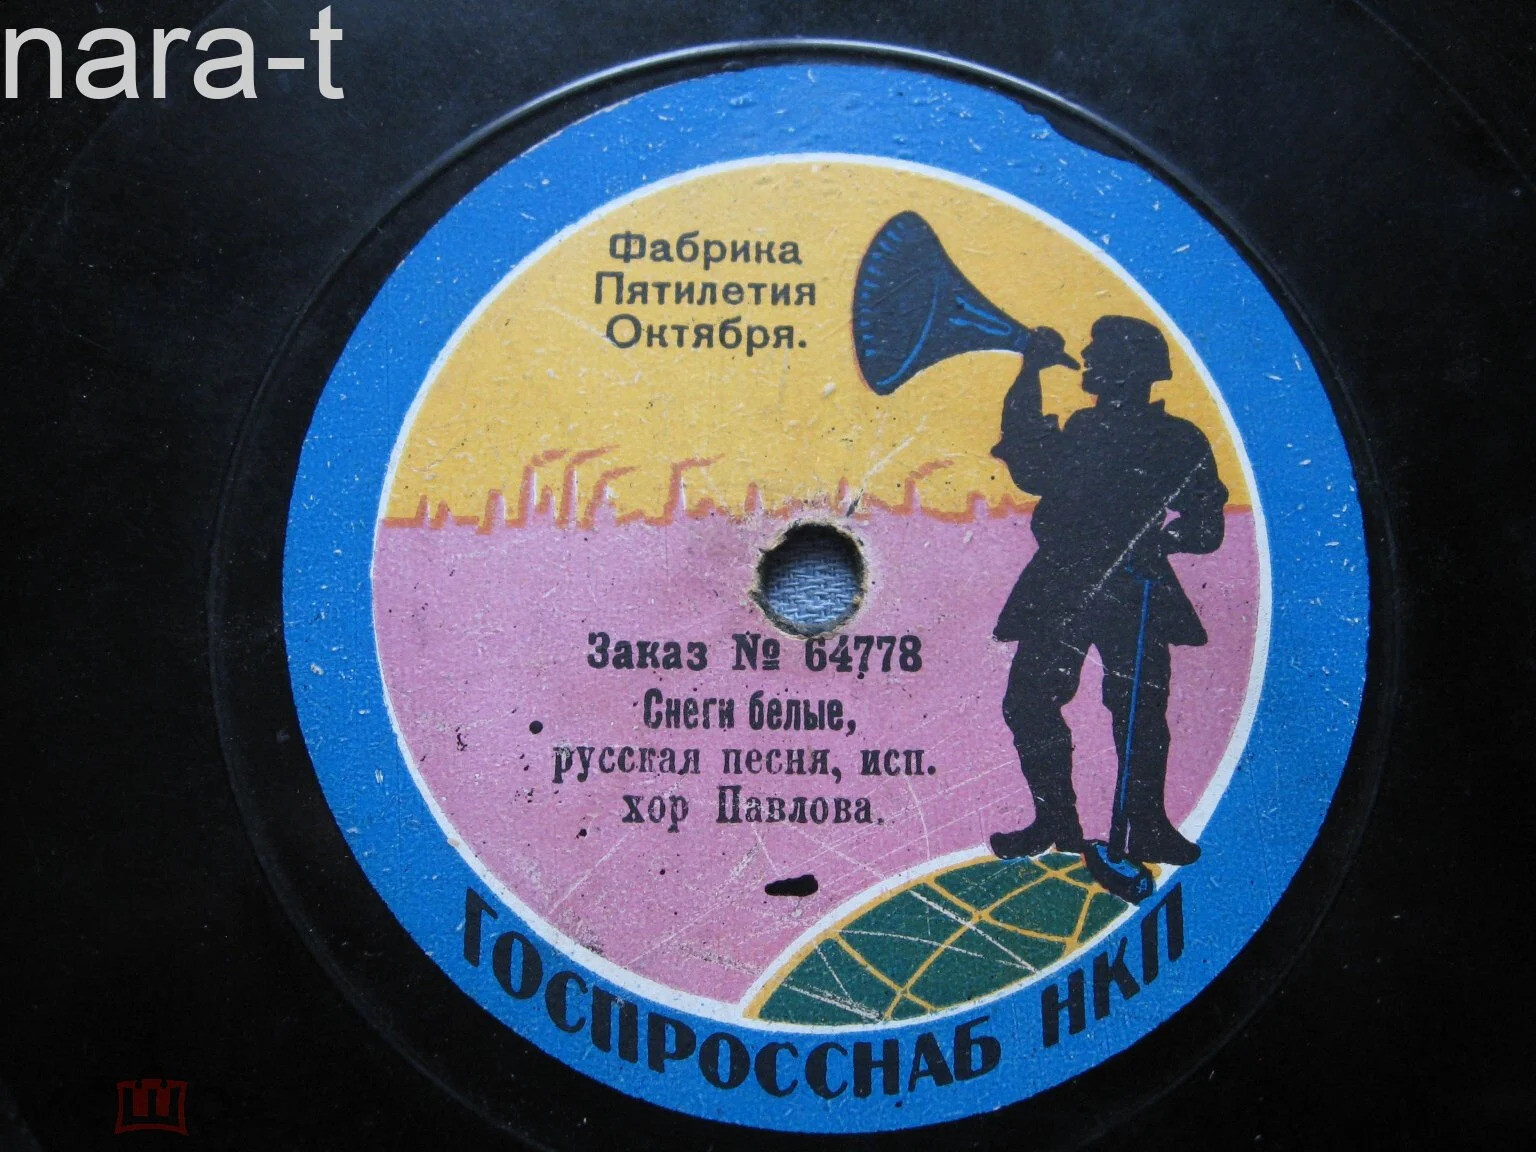 nara-t
Фабрика
Пятилетия
Октября.
Заказ № 64778
Снеги белые,
русская песня, исп.
хор Павлова.
ГОСПРОССНАБ НКП